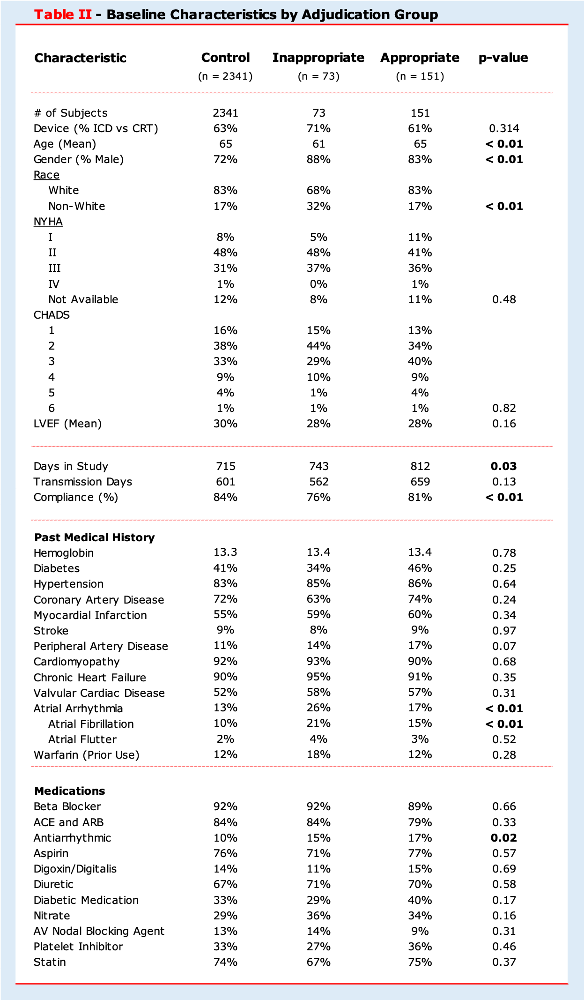 Table II - Baseline Characteristics by Adjudication Group
Characteristic Control Inappropriate Appropriate p-value
(n = 2341) (n = 73) (n = 151)
# of Subjects 2341 73 151
Device (% ICD vs CRT) 63% 71% 61% 0.314
Age (Mean) 65 61 65 < 0.01
Gender (% Male) 72% 88% 83% < 0.01
Race
White 83% 68% 83%
Non-White 17% 32% 17% < 0.01
NYHA
I 8% 5% 11%
II 48% 48% 41%
III 31% 37% 36%
IV 1% 0% 1%
Not Available 12% 8% 11% 0.48
CHADS
1 16% 15% 13%
2 38% 44% 34%
3 33% 29% 40%
4 9% 10% 9%
5 4% 1% 4%
6 1% 1% 1% 0.82
LVEF (Mean) 30% 28% 28% 0.16
Days in Study 715 743 812 0.03
Transmission Days 601 562 659 0.13
Compliance (%) 84% 76% 81% < 0.01
Past Medical History
Hemoglobin 13.3 13.4 13.4 0.78
Diabetes 41% 34% 46% 0.25
Hypertension 83% 85% 86% 0.64
Coronary Artery Disease 72% 63% 74% 0.24
Myocardial Infarction 55% 59% 60% 0.34
Stroke 9% 8% 9% 0.97
Peripheral Artery Disease 11% 14% 17% 0.07
Cardiomyopathy 92% 93% 90% 0.68
Chronic Heart Failure 90% 95% 91% 0.35
Valvular Cardiac Disease 52% 58% 57% 0.31
Atrial Arrhythmia 13% 26% 17% < 0.01
Atrial Fibrillation 10% 21% 15% < 0.01
Atrial Flutter 2% 4% 3% 0.52
Warfarin (Prior Use) 12% 18% 12% 0.28
Medications
Beta Blocker 92% 92% 89% 0.66
ACE and ARB 84% 84% 79% 0.33
Antiarrhythmic 10% 15% 17% 0.02
Aspirin 76% 71% 77% 0.57
Digoxin/Digitalis 14% 11% 15% 0.69
Diuretic 67% 71% 70% 0.58
Diabetic Medication 33% 29% 40% 0.17
Nitrate 29% 36% 34% 0.16
AV Nodal Blocking Agent 13% 14% 9% 0.31
Platelet Inhibitor 33% 27% 36% 0.46
Statin 74% 67% 75% 0.37